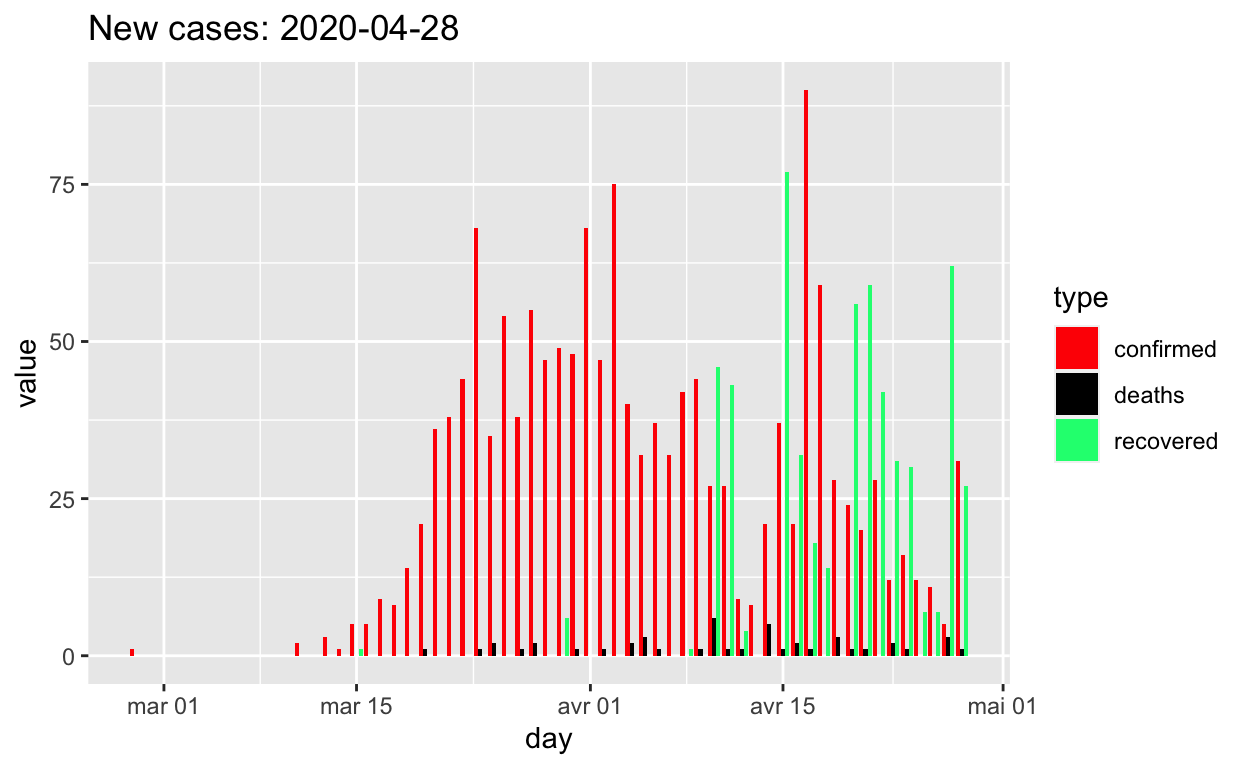 New cases: 2020-04-28
value
75
50
25
0
mar 01
mar 15
avr 01
avr 15
mai 01
day
type
confirmed
deaths
recovered